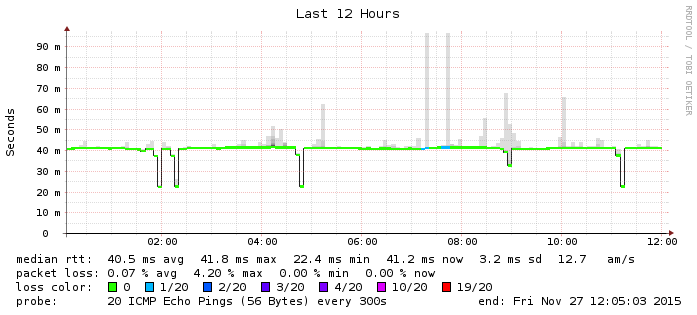 Last 12 Hours
RRDTOOL / TOBI OETIKER
Seconds
90 m
80 m
70 m
60 m
50 m
40 m
30 m
20 m
10 m
0
02:00 04:00 06:00 08:00 10:00 12:00
median rtt: 40.5 ms avg 41.8 ms max 22.4 ms min 41.2 ms now 3.2 ms sd 12.7 am/s
packet loss: 0.07 % avg 4.20 % max 0.00 % min 0.00 % now
loss color: 0 1/20 2/20 3/20 4/20 10/20 19/20
probe: 20 ICMP Echo Pings (56 Bytes) every 300s end: Fri Nov 27 12:05:03 2015